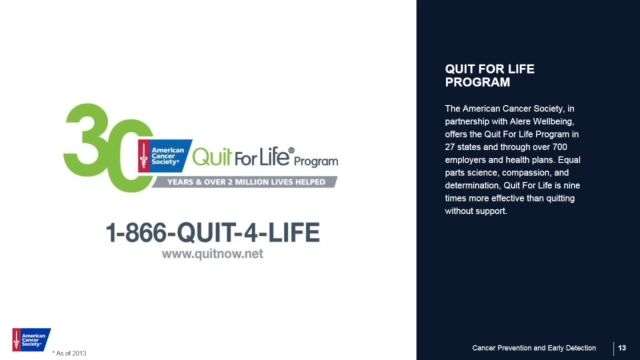 30
American
Cancer
Society®
Quit For Life® Program
YEARS & OVER 2 MILLION LIVES HELPED
1-866-QUIT-4-LIFE
www.quitnow.net
QUIT FOR LIFE
PROGRAM
The American Cancer Society, in
partnership with Alere Wellbeing,
offers the Quit For Life Program in
27 states and through over 700
employers and health plans. Equal
parts science, compassion, and
determination, Quit For Life is nine
times more effective than quitting
without support.
American
Cancer
Society®
* As of 2013
Cancer Prevention and Early Detection
13